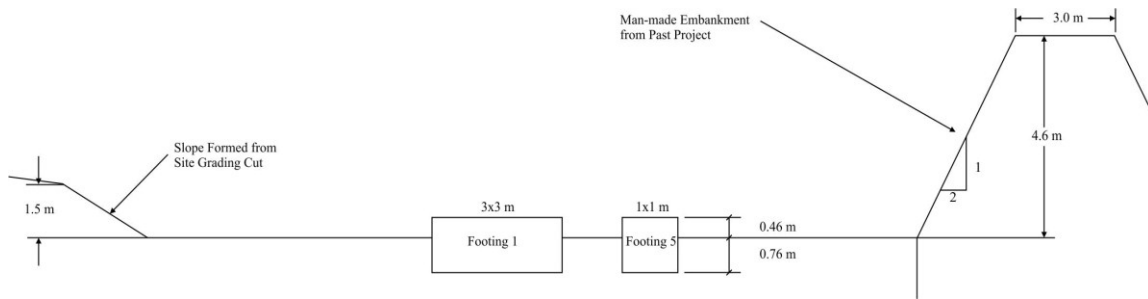 Man-made Embankment
from Past Project
3.0 m
Slope Formed from
Site Grading Cut
4.6 m
1
2
1.5 m
3x3 m
1x1 m
Footing 1
Footing 5
0.46 m
0.76 m